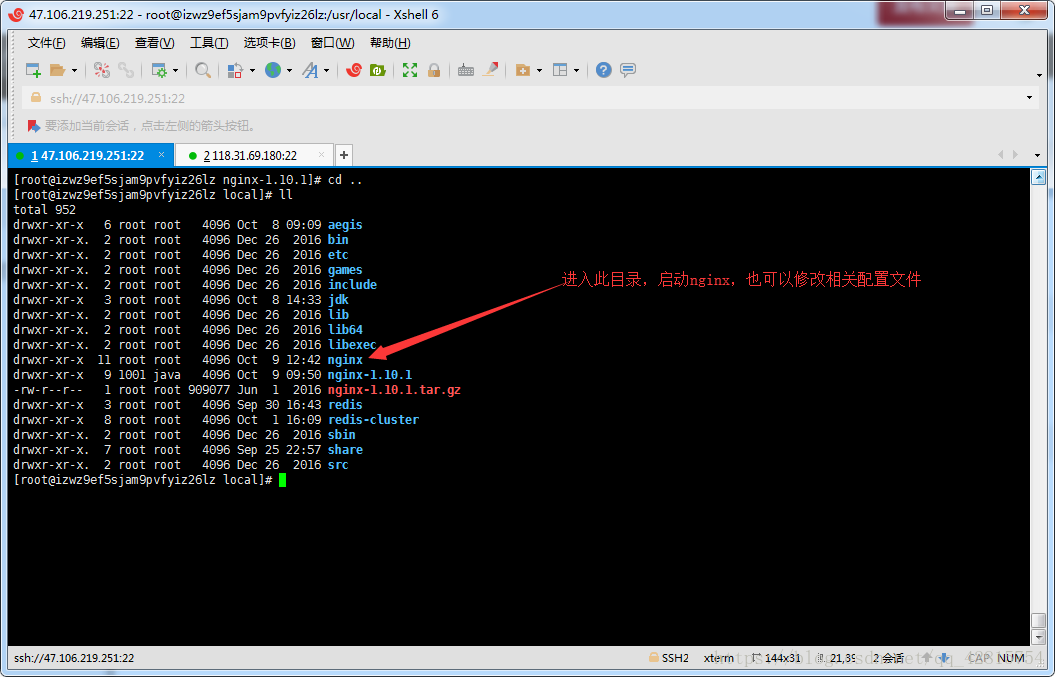 47.106.219.251:22 - root@izwz9ef5sjam9pvfyiz26lz:/usr/local - Xshell 6
文件(F) 编辑(E) 查看(V) 工具(T) 选项卡(B) 窗口(W) 帮助(H)
ssh://47.106.219.251:22
要添加当前会话，点击左侧的箭头按钮。
1 47.106.219.251:22 × 2 118.31.69.180:22 × +
[root@izwz9ef5sjam9pvfyiz26lz nginx-1.10.1]# cd ..
[root@izwz9ef5sjam9pvfyiz26lz local]# ll
total 952
drwxr-xr-x 6 root root 4096 Oct 8 09:09 aegis
drwxr-xr-x. 2 root root 4096 Dec 26 2016 bin
drwxr-xr-x. 2 root root 4096 Dec 26 2016 etc
drwxr-xr-x. 2 root root 4096 Dec 26 2016 games
drwxr-xr-x. 2 root root 4096 Dec 26 2016 include
进入此目录，启动nginx，也可以修改相关配置文件
drwxr-xr-x 3 root root 4096 Oct 8 14:33 jdk
drwxr-xr-x. 2 root root 4096 Dec 26 2016 lib
drwxr-xr-x. 2 root root 4096 Dec 26 2016 lib64
drwxr-xr-x. 2 root root 4096 Dec 26 2016 libexec
drwxr-xr-x 11 root root 4096 Oct 9 12:42 nginx
drwxr-xr-x 9 1001 java 4096 Oct 9 09:50 nginx-1.10.1
-rw-r--r-- 1 root root 909077 Jun 1 2016 nginx-1.10.1.tar.gz
drwxr-xr-x 3 root root 4096 Sep 30 16:43 redis
drwxr-xr-x 8 root root 4096 Oct 1 16:09 redis-cluster
drwxr-xr-x. 2 root root 4096 Dec 26 2016 sbin
drwxr-xr-x. 7 root root 4096 Sep 25 22:57 share
drwxr-xr-x. 2 root root 4096 Dec 26 2016 src
[root@izwz9ef5sjam9pvfyiz26lz local]#
ssh://47.106.219.251:22 SSH2 xterm 144x31 21,39 2 会话 CAP NUM